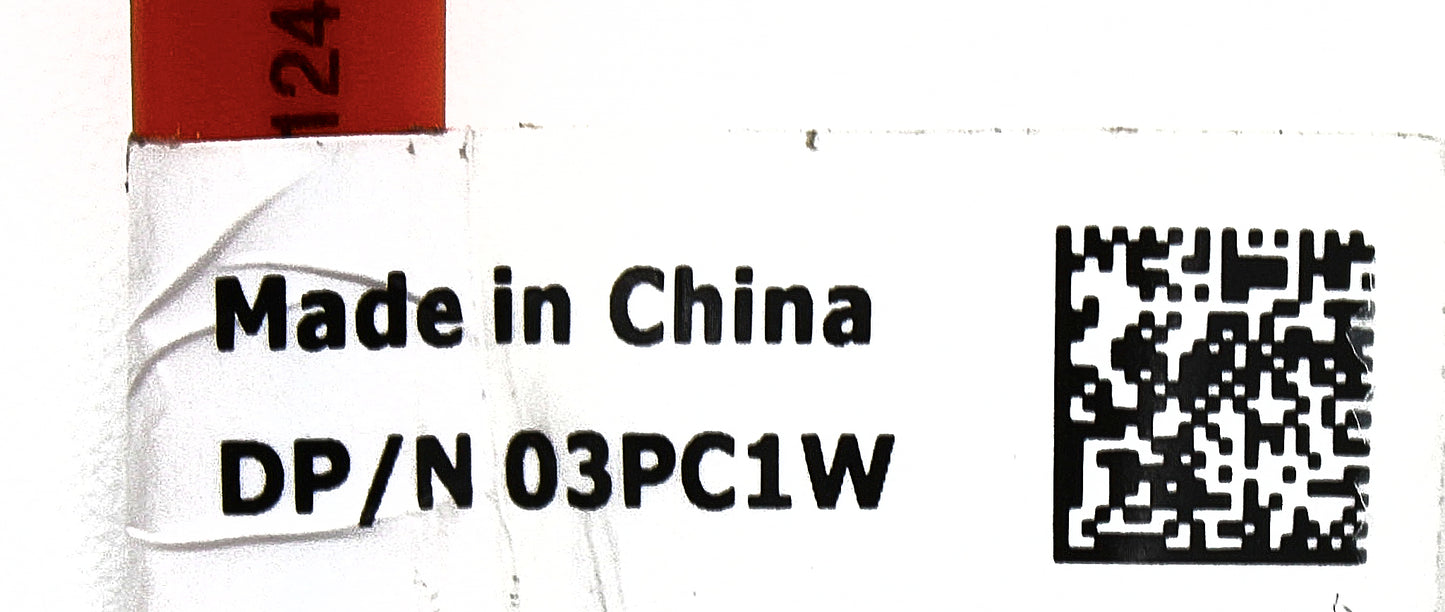 124
Made in China
DP/N 03PC1W